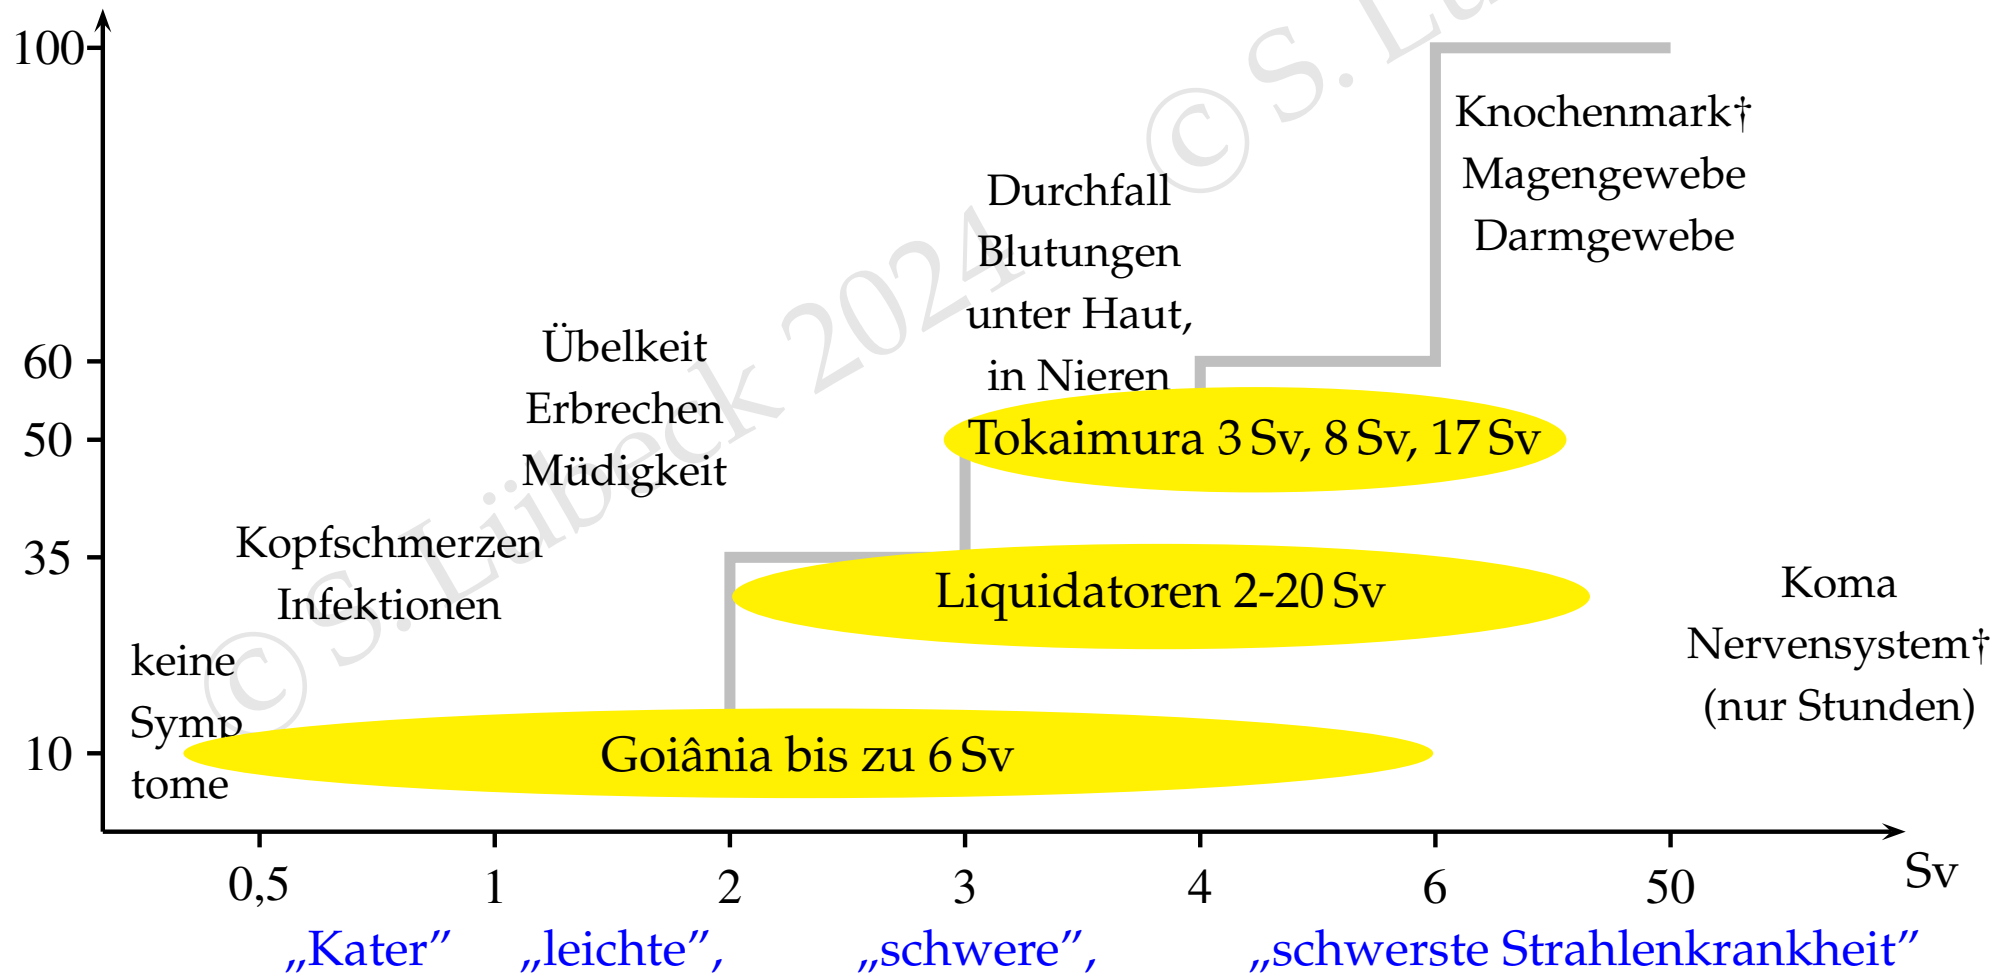 100
60
50
35
10
keine
Symp
tome
Kopfschmerzen
Infektionen
Übelkeit
Erbrechen
Müdigkeit
Durchfall
Blutungen
unter Haut,
in Nieren
Knochenmark†
Magengewebe
Darmgewebe
Koma
Nervensystem†
(nur Stunden)
Tokaimura 3 Sv, 8 Sv, 17 Sv
Liquidatoren 2-20 Sv
Goiânia bis zu 6 Sv
0,5 1 2 3 4 6 50 Sv
„Kater” „leichte”, „schwere”, „schwerste Strahlenkrankheit”
© S. Lübeck 2024 © S. Lü